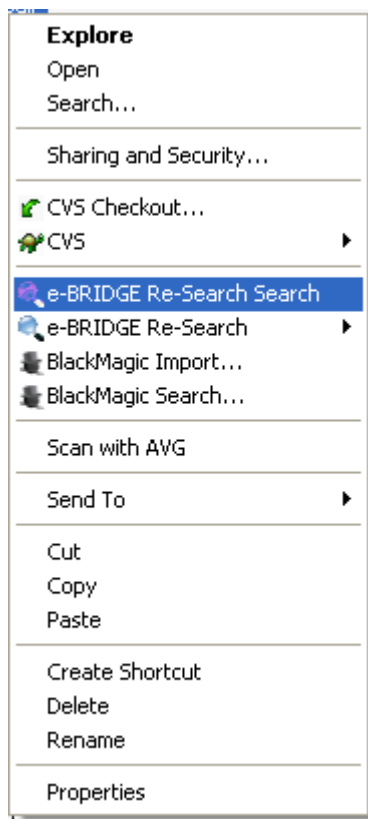 Explore
Open
Search...
Sharing and Security...
CVS Checkout...
CVS
e-BRIDGE Re-Search Search
e-BRIDGE Re-Search
BlackMagic Import...
BlackMagic Search...
Scan with AVG
Send To
Cut
Copy
Paste
Create Shortcut
Delete
Rename
Properties